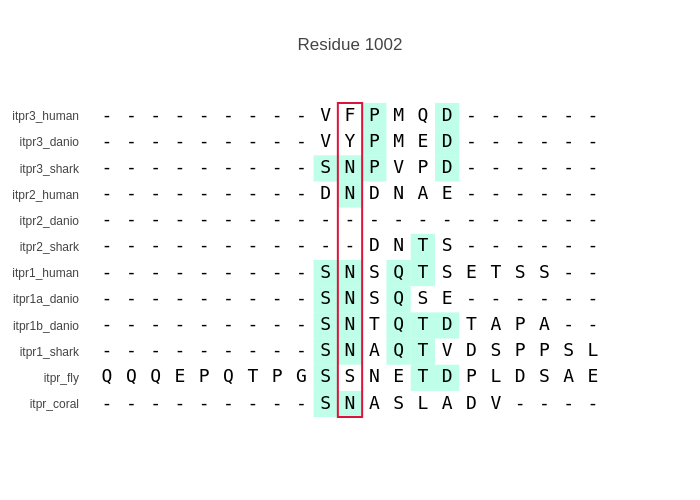 Residue 1002
itpr3_human - - - - - - - - - V F P M Q D - - - - - -
itpr3_danio - - - - - - - - - V Y P M E D - - - - - -
itpr3_shark - - - - - - - - - S N P V P D - - - - - -
itpr2_human - - - - - - - - - D N D N A E - - - - - -
itpr2_danio - - - - - - - - - - - - - - - - - - - - -
itpr2_shark - - - - - - - - - - - D N T S - - - - - -
itpr1_human - - - - - - - - - S N S Q T S E T S S - -
itpr1a_danio - - - - - - - - - S N S Q S E - - - - - -
itpr1b_danio - - - - - - - - - S N T Q T D T A P A - -
itpr1_shark - - - - - - - - - S N A Q T V D S P P S L
itpr_fly Q Q Q E P Q T P G S S N E T D P L D S A E
itpr_coral - - - - - - - - - S N A S L A D V - - - -